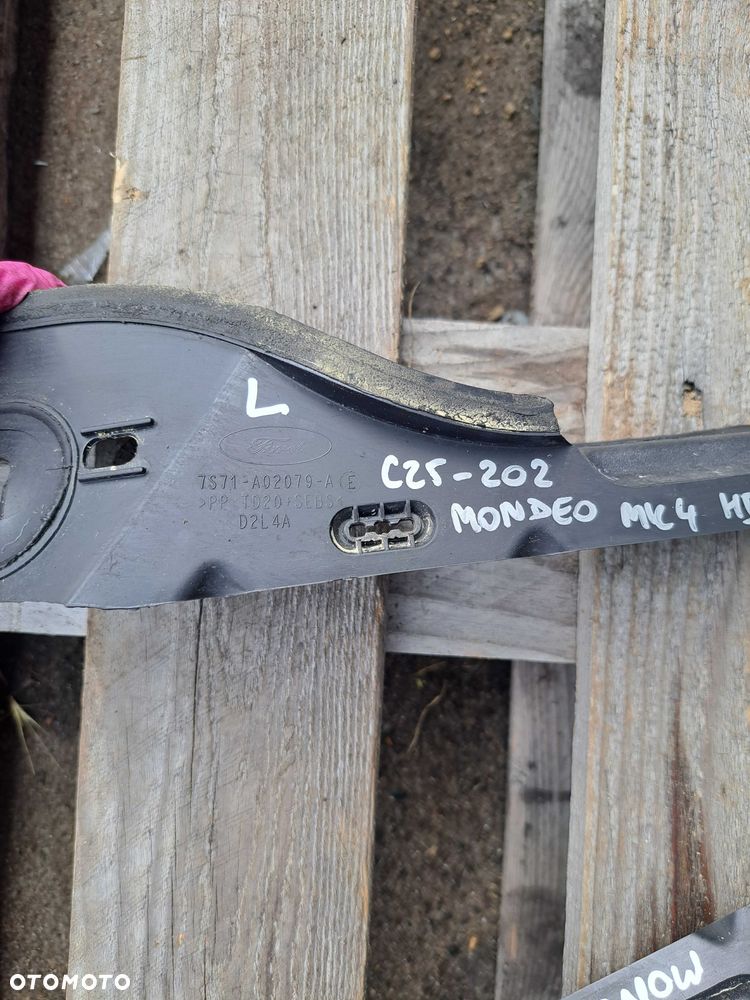 L
Ford
7S71-A02079-A
>PP-TD20+SEBS<
D2L4A
C25-202
MONDEO MK4
OTOMOTO